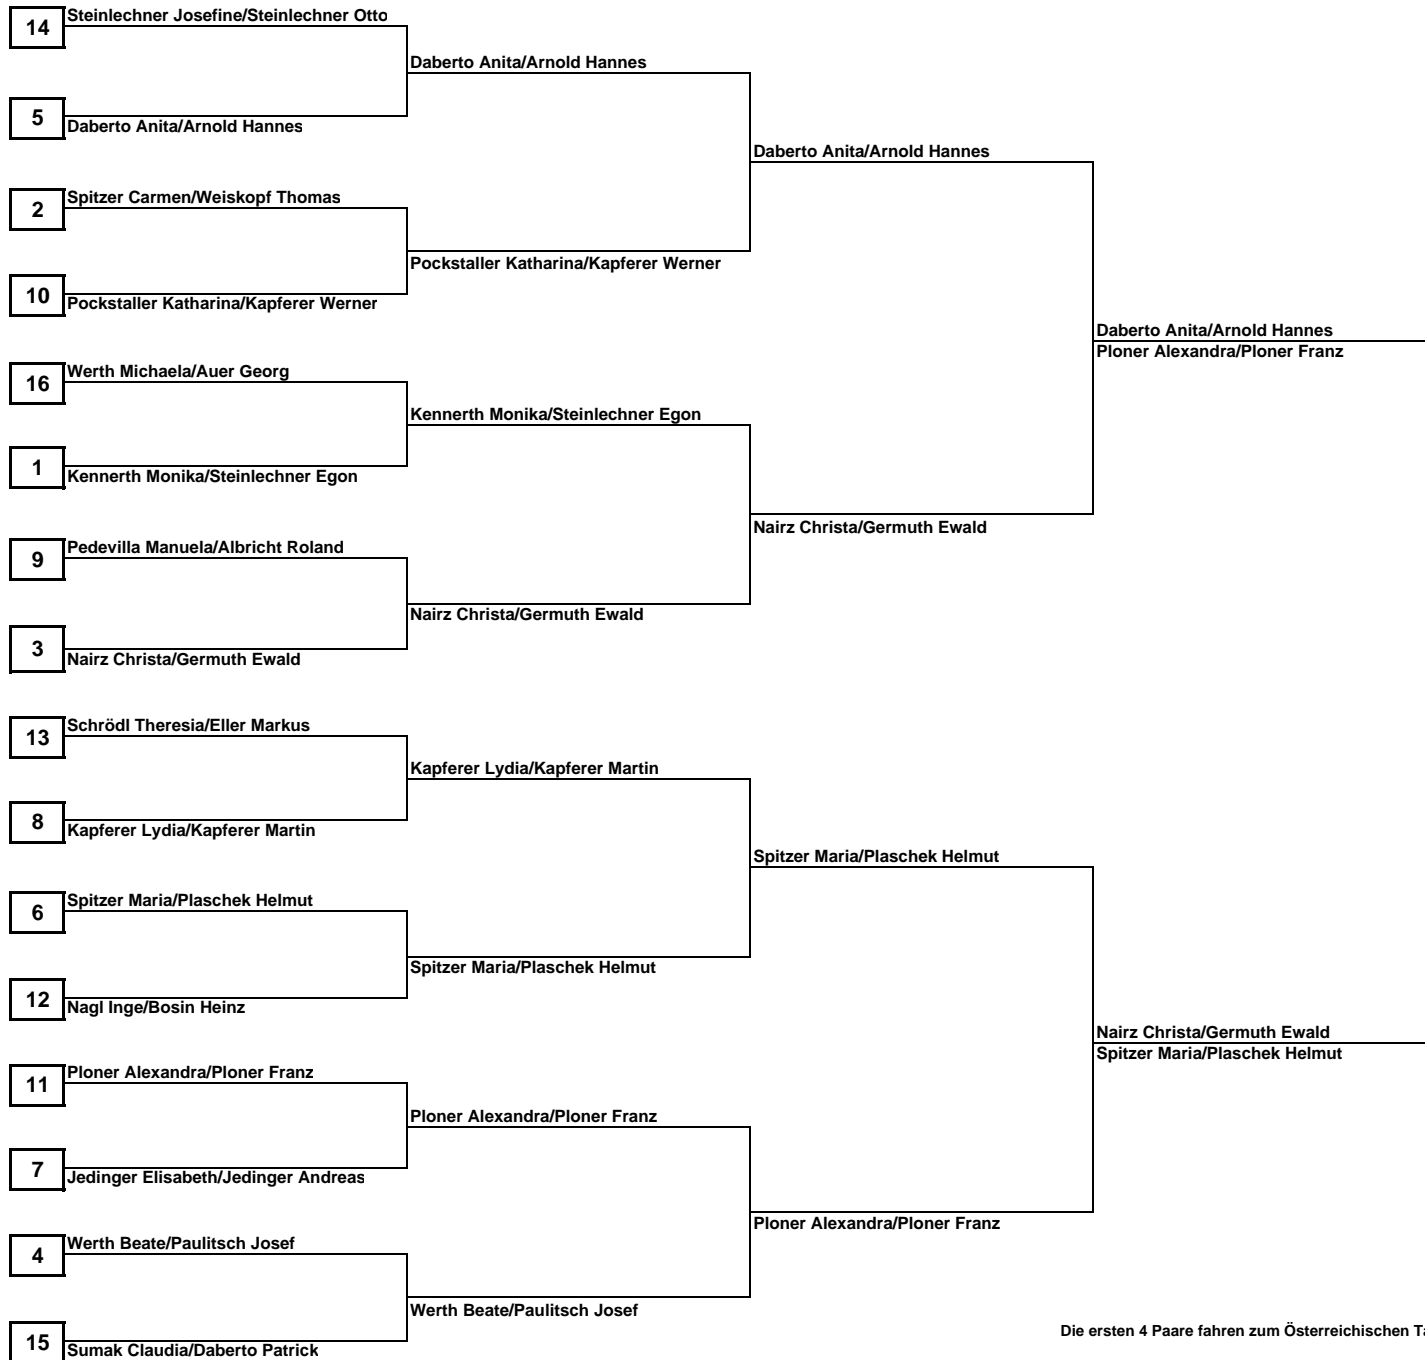 14
Steinlechner Josefine/Steinlechner Otto
Daberto Anita/Arnold Hannes
5
Daberto Anita/Arnold Hannes
Daberto Anita/Arnold Hannes
2
Spitzer Carmen/Weiskopf Thomas
Pockstaller Katharina/Kapferer Werner
10
Pockstaller Katharina/Kapferer Werner
Daberto Anita/Arnold Hannes
Ploner Alexandra/Ploner Franz
16
Werth Michaela/Auer Georg
Kennerth Monika/Steinlechner Egon
1
Kennerth Monika/Steinlechner Egon
Nairz Christa/Germuth Ewald
9
Pedevilla Manuela/Albricht Roland
Nairz Christa/Germuth Ewald
3
Nairz Christa/Germuth Ewald
13
Schrödl Theresia/Eller Markus
Kapferer Lydia/Kapferer Martin
8
Kapferer Lydia/Kapferer Martin
Spitzer Maria/Plaschek Helmut
6
Spitzer Maria/Plaschek Helmut
Spitzer Maria/Plaschek Helmut
12
Nagl Inge/Bosin Heinz
Nairz Christa/Germuth Ewald
Spitzer Maria/Plaschek Helmut
11
Ploner Alexandra/Ploner Franz
Ploner Alexandra/Ploner Franz
7
Jedinger Elisabeth/Jedinger Andreas
Ploner Alexandra/Ploner Franz
4
Werth Beate/Paulitsch Josef
Werth Beate/Paulitsch Josef
15
Sumak Claudia/Daberto Patrick
Die ersten 4 Paare fahren zum Österreichischen